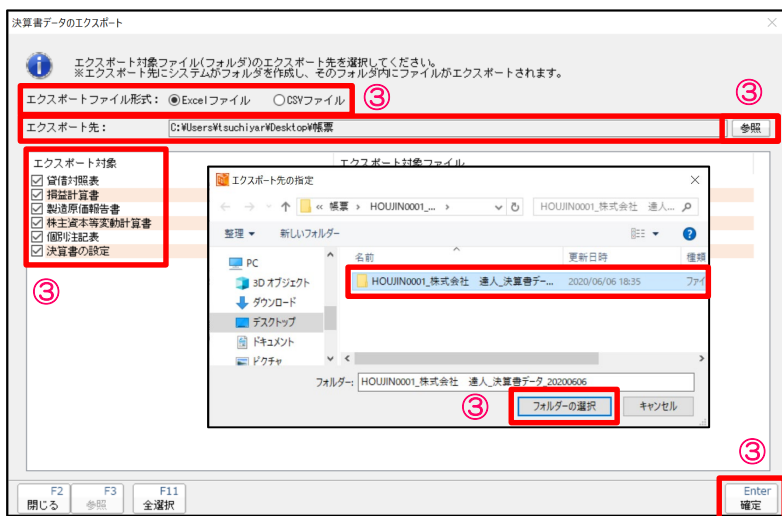 決算書データのエクスポート
エクスポート対象ファイル(フォルダ)のエクスポート先を選択してください。
※エクスポート先にシステムがフォルダを作成し、そのフォルダ内にファイルがエクスポートされます。
エクスポートファイル形式： Excelファイル CSVファイル ③
③
エクスポート先： C:¥Users¥tsuchiyar¥Desktop¥帳票 参照
エクスポート対象 エクスポート対象ファイル
貸借対照表
損益計算書
製造原価報告書
株主資本等変動計算書
個別注記表
決算書の設定
③
エクスポート先の指定
« 帳票 › HOUJIN0001_... › HOUJIN0001_株式会社　達人...
整理 新しいフォルダー
名前 更新日時 種類
PC
3D オブジェクト
ダウンロード
デスクトップ
ドキュメント
ピクチャ
HOUJIN0001_株式会社　達人_決算書デー... 2020/06/06 18:35 ファイ
フォルダー: HOUJIN0001_株式会社　達人_決算書データ_20200606
③ フォルダーの選択 キャンセル
③
F2 F3 F11 Enter
閉じる 参照 全選択 確定